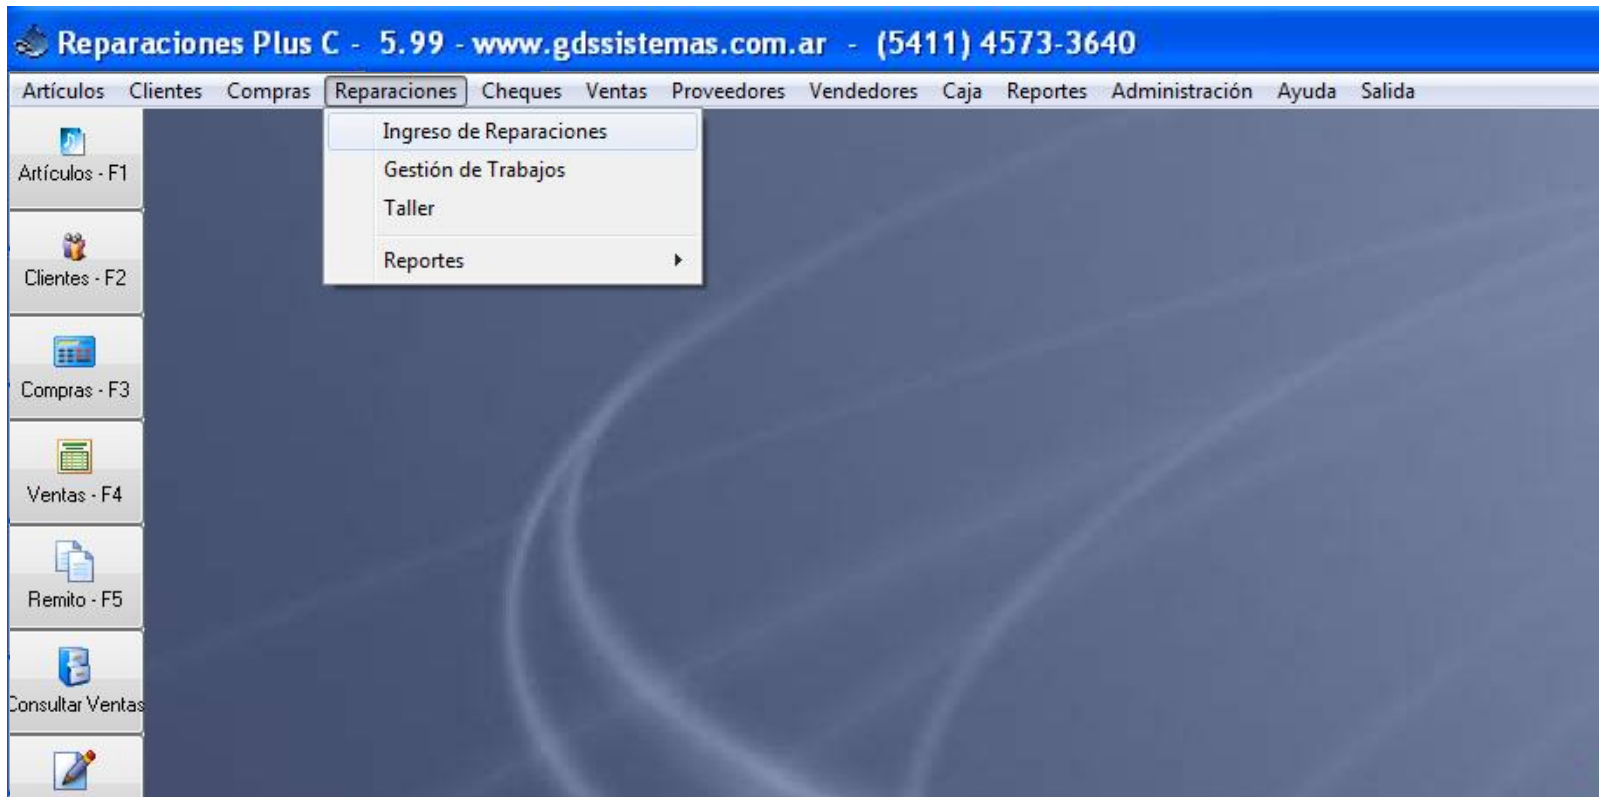 Reparaciones Plus C - 5.99 - www.gdssistemas.com.ar - (5411) 4573-3640
Artículos Clientes Compras Reparaciones Cheques Ventas Proveedores Vendedores Caja Reportes Administración Ayuda Salida
Ingreso de Reparaciones
Gestión de Trabajos
Taller
Reportes
Artículos - F1
Clientes - F2
Compras - F3
Ventas - F4
Remito - F5
Consultar Ventas